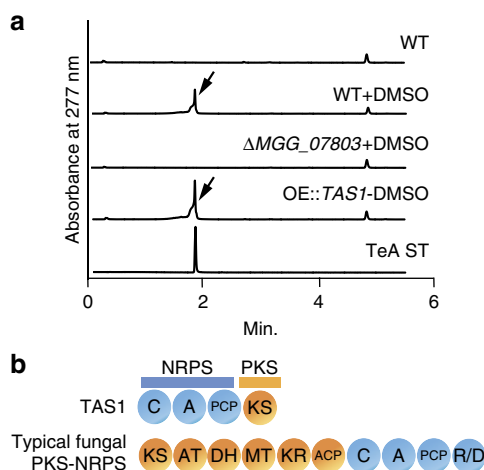 a
Absorbance at 277 nm
WT
WT+DMSO
ΔMGG_07803+DMSO
OE::TAS1-DMSO
TeA ST
0 2 4 6
Min.
b
NRPS PKS
TAS1 C A PCP KS
Typical fungal
PKS-NRPS KS AT DH MT KR ACP C A PCP R/D